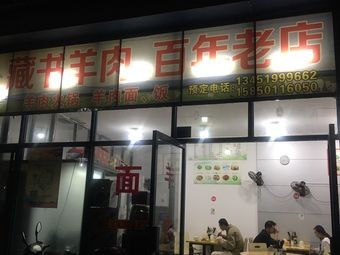 藏书羊肉 百年老店
羊肉火锅 羊肉面、饭
预定电话:
13451999662
15850116050
面